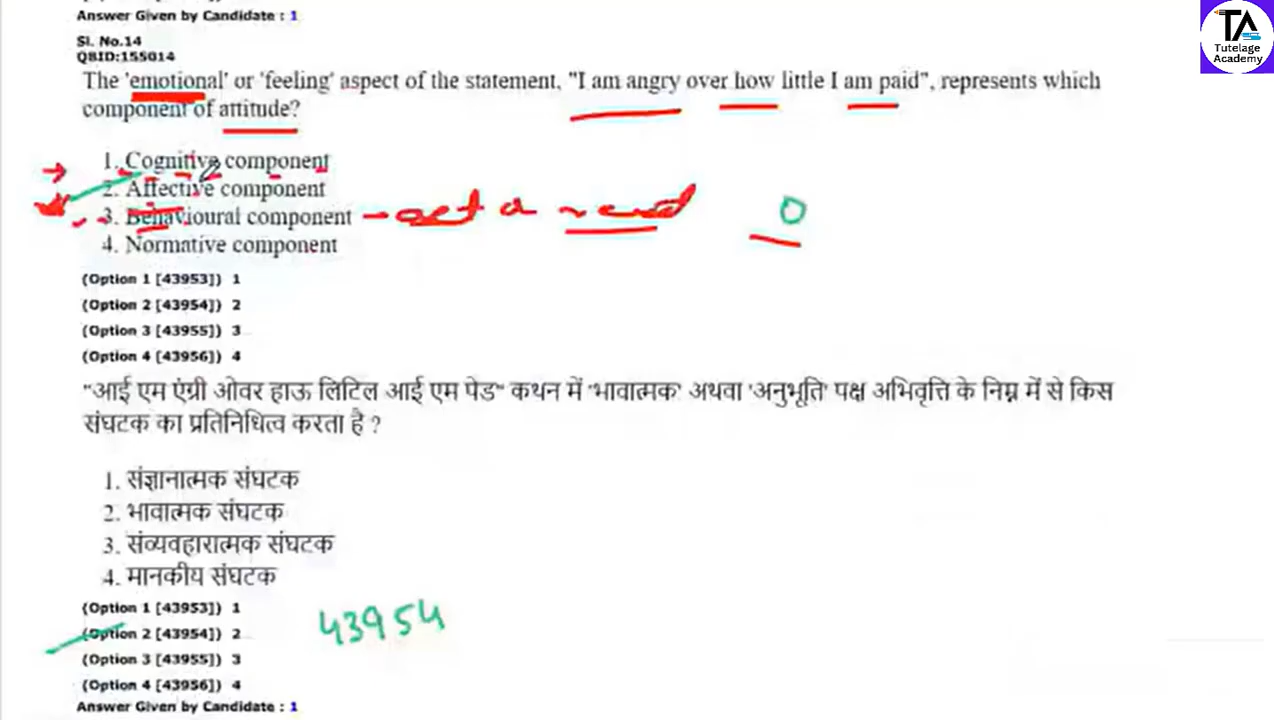 Answer Given by Candidate : 1
Sl. No.14
QBID:155014
The 'emotional' or 'feeling' aspect of the statement, "I am angry over how little I am paid", represents which
component of attitude?
1. Cognitive component
2. Affective component
3. Behavioural component
4. Normative component
(Option 1 [43953]) 1
(Option 2 [43954]) 2
(Option 3 [43955]) 3
(Option 4 [43956]) 4
"आई एम एंग्री ओवर हाऊ लिटिल आई एम पेड" कथन में 'भावात्मक' अथवा 'अनुभूति' पक्ष अभिवृत्ति के निम्न में से किस
संघटक का प्रतिनिधित्व करता है ?
1. संज्ञानात्मक संघटक
2. भावात्मक संघटक
3. संव्यवहारात्मक संघटक
4. मानकीय संघटक
(Option 1 [43953]) 1
(Option 2 [43954]) 2
43954
(Option 3 [43955]) 3
(Option 4 [43956]) 4
Answer Given by Candidate : 1
TA
Tutelage
Academy